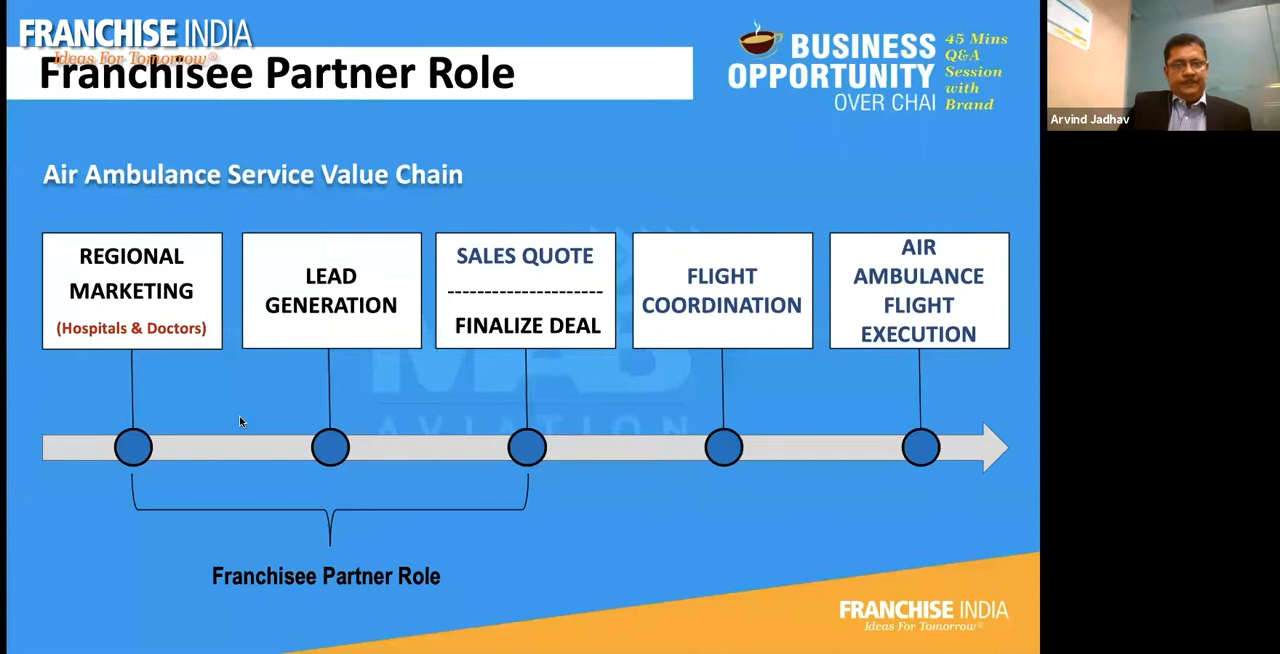 FRANCHISE INDIA
Ideas For Tomorrow®
Franchisee Partner Role
BUSINESS
OPPORTUNITY
OVER CHAI
45 Mins
Q&A
Session
with
Brand
Arvind Jadhav
Air Ambulance Service Value Chain
REGIONAL
MARKETING
(Hospitals & Doctors)
LEAD
GENERATION
SALES QUOTE
---------------------
FINALIZE DEAL
FLIGHT
COORDINATION
AIR
AMBULANCE
FLIGHT
EXECUTION
MAB
AVIATION
Franchisee Partner Role
FRANCHISE INDIA
Ideas For Tomorrow®